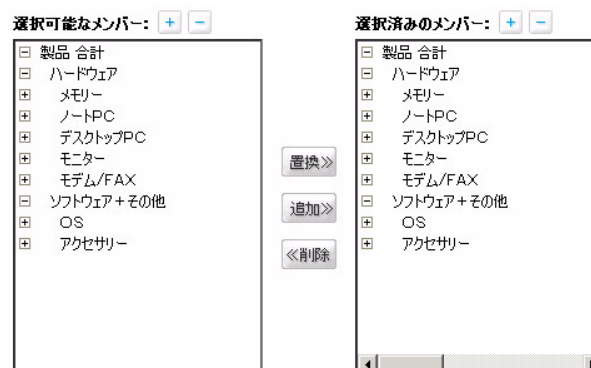 選択可能なメンバー: + -
製品 合計
ハードウェア
メモリー
ノートPC
デスクトップPC
モニター
モデム/FAX
ソフトウェア+その他
OS
アクセサリー
置換≫
追加≫
≪削除
選択済みのメンバー: + -
製品 合計
ハードウェア
メモリー
ノートPC
デスクトップPC
モニター
モデム/FAX
ソフトウェア+その他
OS
アクセサリー